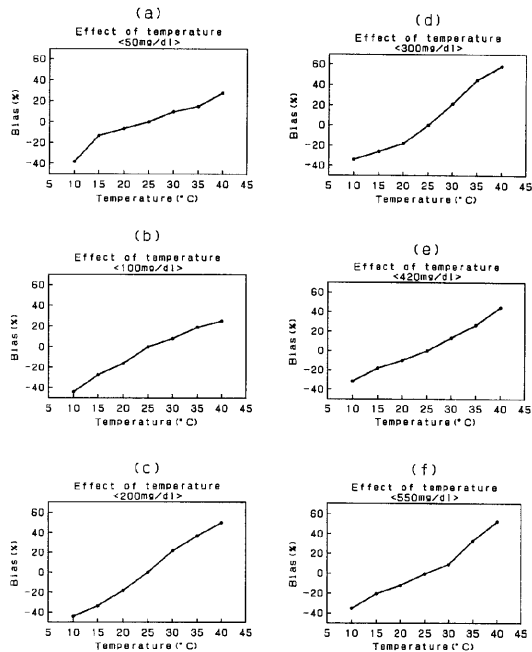 (a)
Effect of temperature
<50mg/dl>
Bias(%)
60
40
20
0
-20
-40
5 10 15 20 25 30 35 40 45
Temperature(°C)
(b)
Effect of temperature
<100mg/dl>
Bias(%)
60
40
20
0
-20
-40
5 10 15 20 25 30 35 40 45
Temperature(°C)
(c)
Effect of temperature
<200mg/dl>
Bias(%)
60
40
20
0
-20
-40
5 10 15 20 25 30 35 40 45
Temperature(°C)
(d)
Effect of temperature
<300mg/dl>
Bias(%)
60
40
20
0
-20
-40
5 10 15 20 25 30 35 40 45
Temperature(°C)
(e)
Effect of temperature
<420mg/dl>
Bias(%)
60
40
20
0
-20
-40
5 10 15 20 25 30 35 40 45
Temperature(°C)
(f)
Effect of temperature
<550mg/dl>
Bias(%)
60
40
20
0
-20
-40
5 10 15 20 25 30 35 40 45
Temperature(°C)